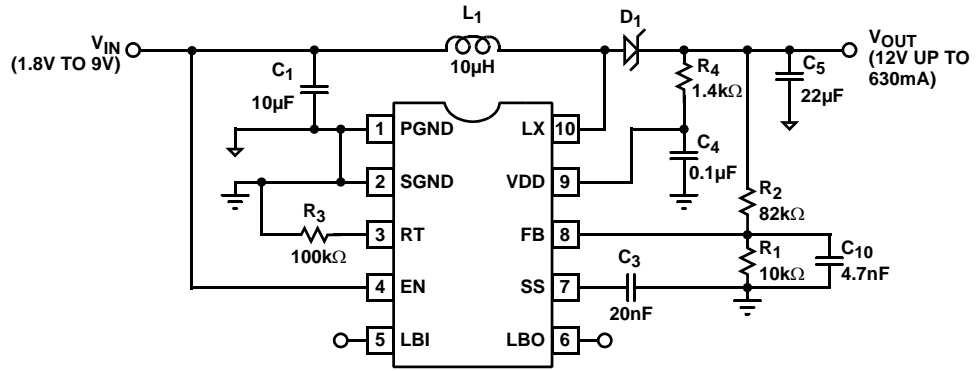 L1
D1
VIN
(1.8V TO 9V)
10µH
VOUT
(12V UP TO
630mA)
C1
10µF
R4
1.4kΩ
C5
22µF
1 PGND
LX 10
C4
0.1µF
2 SGND
VDD 9
R2
82kΩ
R3
100kΩ
3 RT
FB 8
R1
10kΩ
C10
4.7nF
4 EN
SS 7
C3
20nF
5 LBI
LBO 6